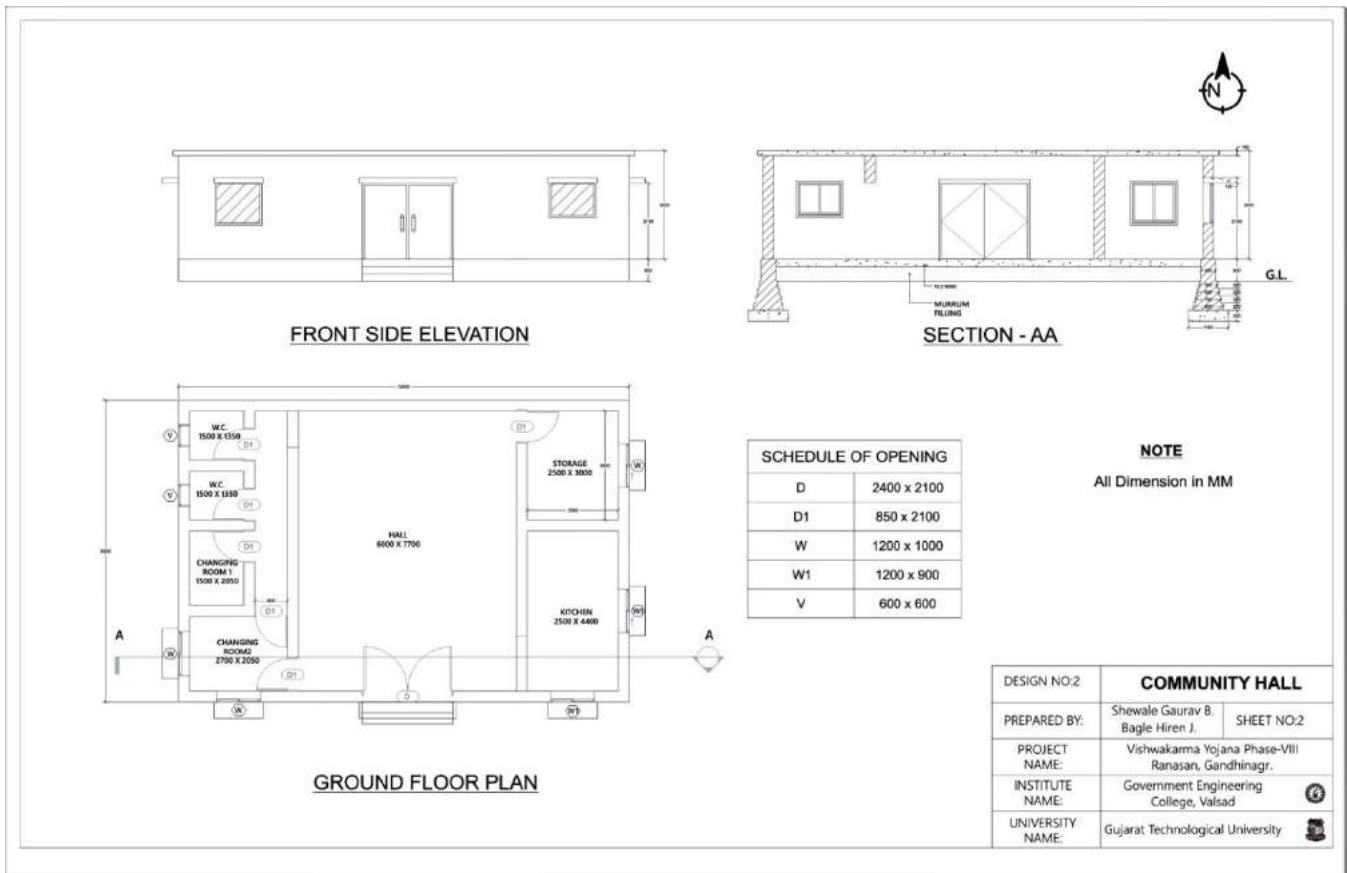 N
FRONT SIDE ELEVATION
MURRUM
FILLING
G.L.
SECTION - AA
W.C.
1500 X 1350
V
D1
W.C.
1500 X 1350
V
D1
CHANGING
ROOM 1
1500 X 2050
D1
D1
CHANGING
ROOM2
2700 X 2050
D1
W
W
A
HALL
6000 X 7700
D
D1
STORAGE
2500 X 3000
W
KITCHEN
2500 X 4400
W1
W1
A
GROUND FLOOR PLAN
SCHEDULE OF OPENING
D 2400 x 2100
D1 850 x 2100
W 1200 x 1000
W1 1200 x 900
V 600 x 600
NOTE
All Dimension in MM
DESIGN NO:2 COMMUNITY HALL
PREPARED BY: Shewale Gaurav B.
Bagle Hiren J. SHEET NO:2
PROJECT
NAME: Vishwakarma Yojana Phase-VIII
Ranasan, Gandhinagr.
INSTITUTE
NAME: Government Engineering
College, Valsad
UNIVERSITY
NAME: Gujarat Technological University